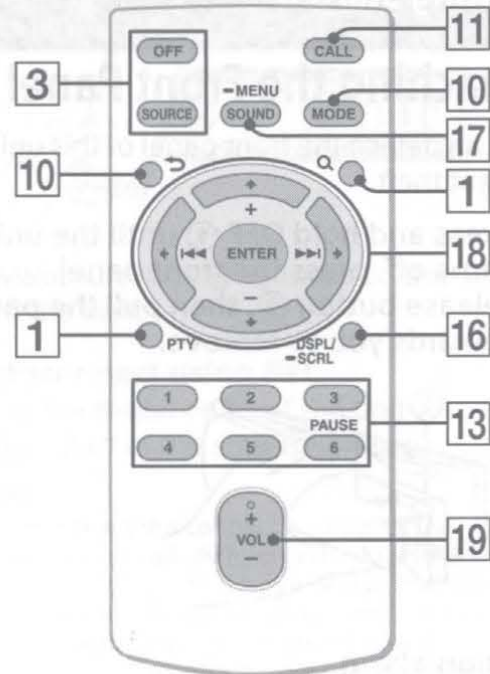 11
OFF
CALL
3
-MENU
10
SOURCE
SOUND
MODE
17
10
1
+
ENTER
18
-
1
PTY
DSPL/
-SCRL
16
1 2 3
PAUSE
13
4 5 6
+
VOL
-
19